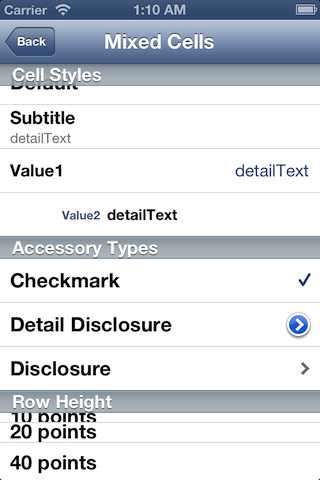 Carrier 1:10 AM
Back Mixed Cells
Cell Styles
Default
Subtitle
detailText
Value1 detailText
Value2 detailText
Accessory Types
Checkmark
Detail Disclosure
Disclosure
Row Height
10 points
20 points
40 points